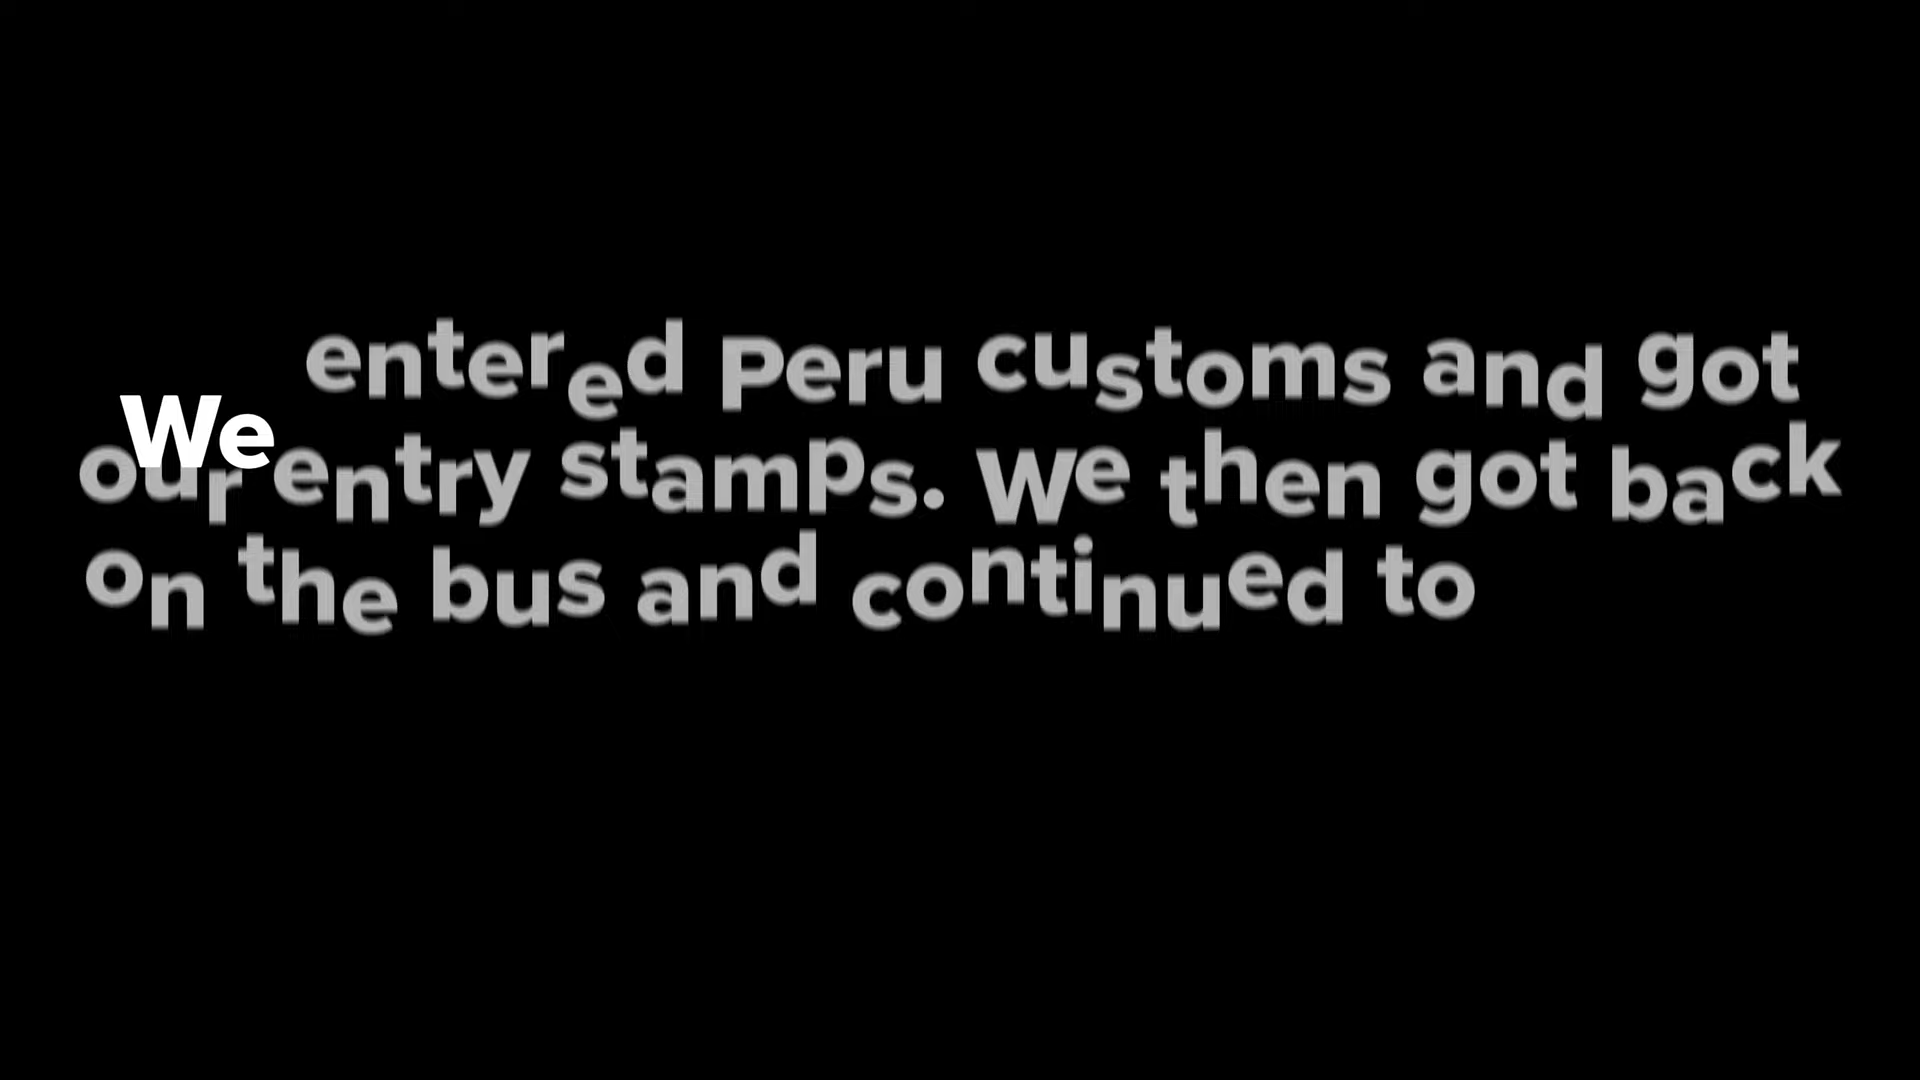 We entered Peru customs and got
our entry stamps. We then got back
on the bus and continued to